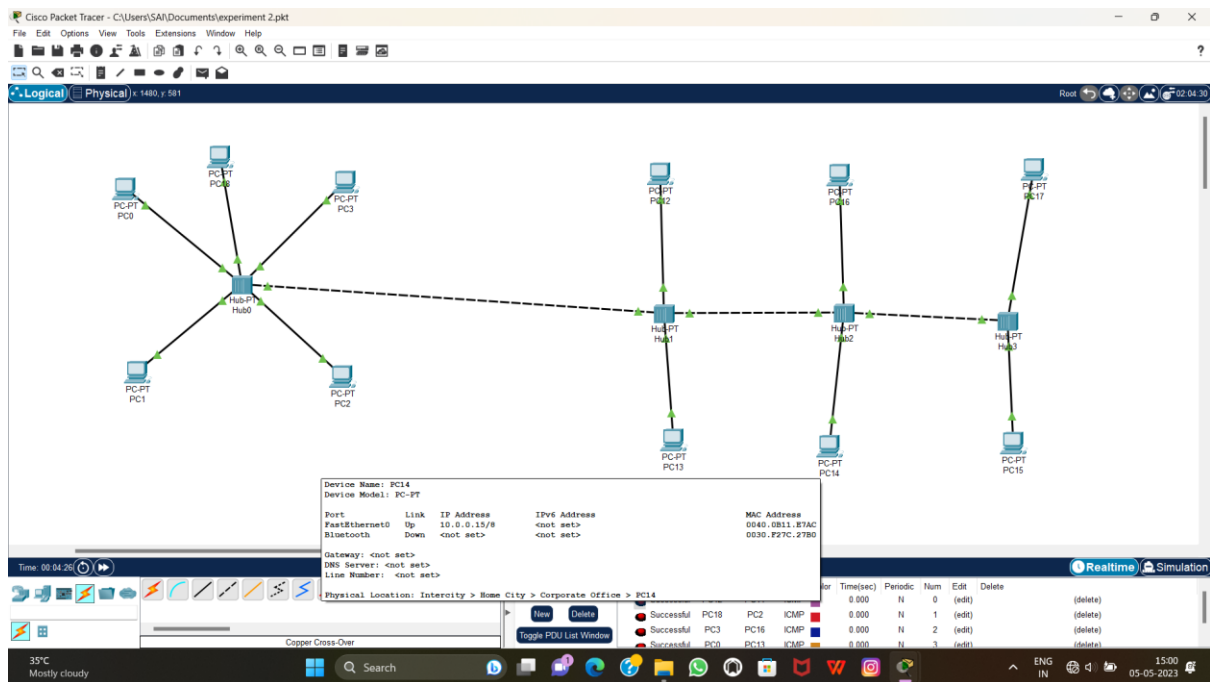 Cisco Packet Tracer - C:\Users\SAI\Documents\experiment 2.pkt
File Edit Options View Tools Extensions Window Help
?
Logical Physical x: 1480, y: 581 Root 02:04:30
PC-PT
PC18
PC-PT
PC0
PC-PT
PC3
PC-PT
PC12
PC-PT
PC16
PC-PT
PC17
Hub-PT
Hub0
Hub-PT
Hub1
Hub-PT
Hub2
Hub-PT
Hub3
PC-PT
PC1
PC-PT
PC2
PC-PT
PC13
PC-PT
PC14
PC-PT
PC15
Device Name: PC14
Device Model: PC-PT
Port Link IP Address IPv6 Address MAC Address
FastEthernet0 Up 10.0.0.15/8 <not set> 0040.0B11.E7AC
Bluetooth Down <not set> <not set> 0030.F27C.27B0
Gateway: <not set>
DNS Server: <not set>
Line Number: <not set>
Physical Location: Intercity > Home City > Corporate Office > PC14
Time: 00:04:26 Realtime Simulation
Time(sec) Periodic Num Edit Delete
0.000 N 0 (edit) (delete)
New Delete Successful PC18 PC2 ICMP 0.000 N 1 (edit) (delete)
Toggle PDU List Window Successful PC3 PC16 ICMP 0.000 N 2 (edit) (delete)
Successful PC0 PC13 ICMP 0.000 N 3 (edit) (delete)
Copper Cross-Over
35°C
Mostly cloudy
Search
ENG
IN
15:00
05-05-2023